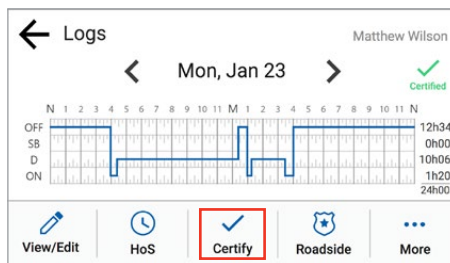 Logs
Matthew Wilson
Mon, Jan 23
Certified
N 1 2 3 4 5 6 7 8 9 10 11 M 1 2 3 4 5 6 7 8 9 10 11 N
OFF 12h34
SB 0h00
D 10h06
ON 1h20
24h00
View/Edit HoS Certify Roadside More